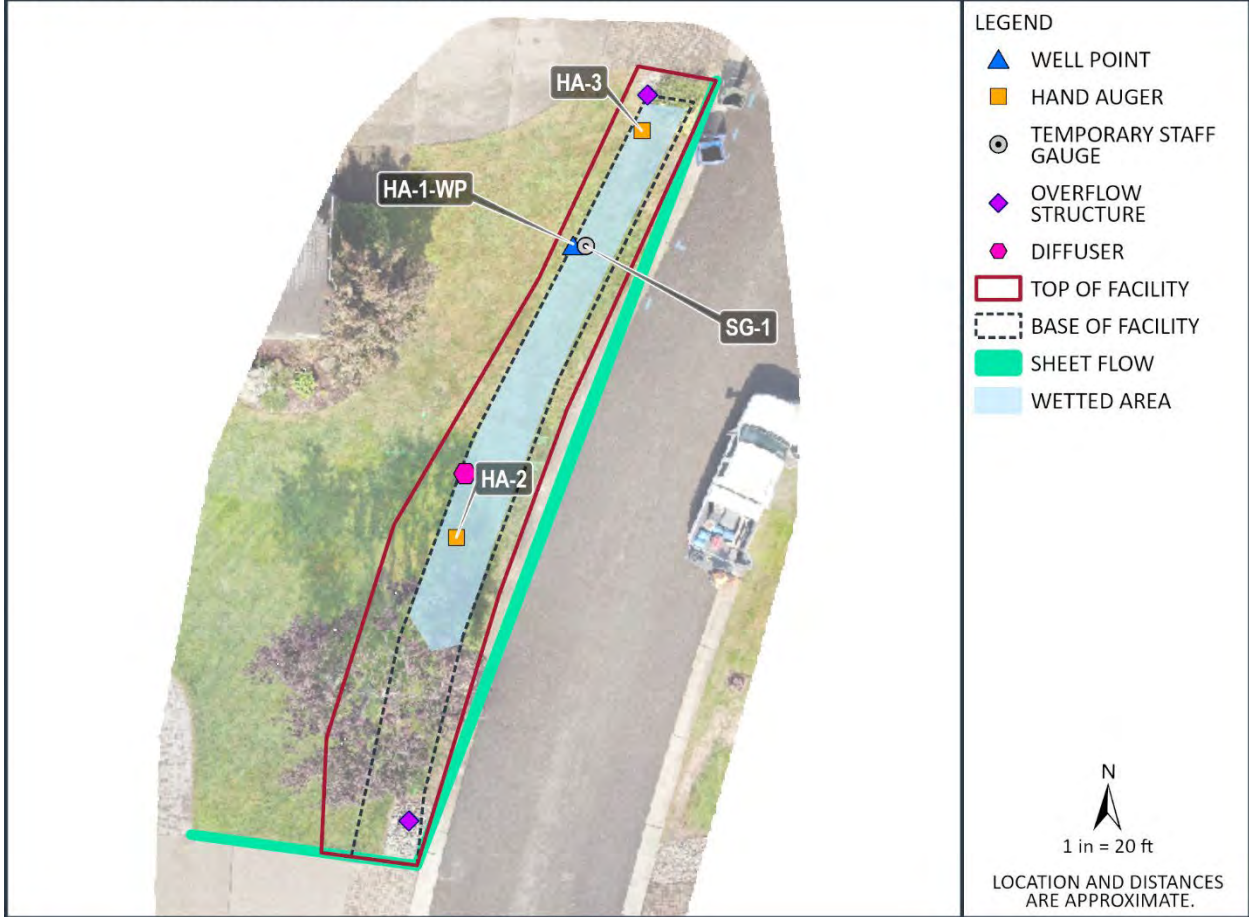 HA-3
HA-1-WP
SG-1
HA-2
LEGEND
WELL POINT
HAND AUGER
TEMPORARY STAFF
GAUGE
OVERFLOW
STRUCTURE
DIFFUSER
TOP OF FACILITY
BASE OF FACILITY
SHEET FLOW
WETTED AREA
N
1 in = 20 ft
LOCATION AND DISTANCES
ARE APPROXIMATE.